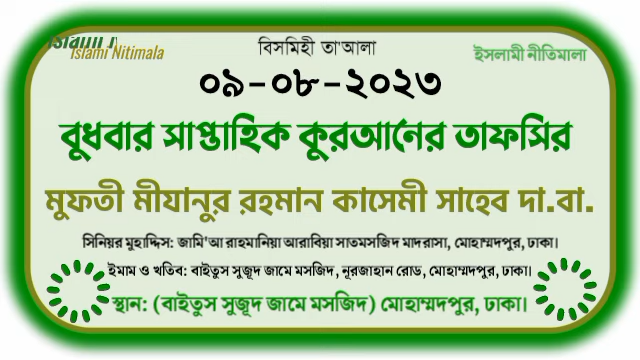 Islami Nitimala
বিসমিহী তা'আলা
ইসলামী নীতিমালা
০৯-০৮-২০২৩
বুধবার সাপ্তাহিক কুরআনের তাফসির
মুফতী মীযানুর রহমান কাসেমী সাহেব দা.বা.
সিনিয়র মুহাদ্দিস: জামি'আ রাহমানিয়া আরাবিয়া সাতমসজিদ মাদরাসা, মোহাম্মদপুর, ঢাকা।
ইমাম ও খতিব: বাইতুস সুজূদ জামে মসজিদ, নূরজাহান রোড, মোহাম্মদপুর, ঢাকা।
স্থান: (বাইতুস সুজূদ জামে মসজিদ) মোহাম্মদপুর, ঢাকা।